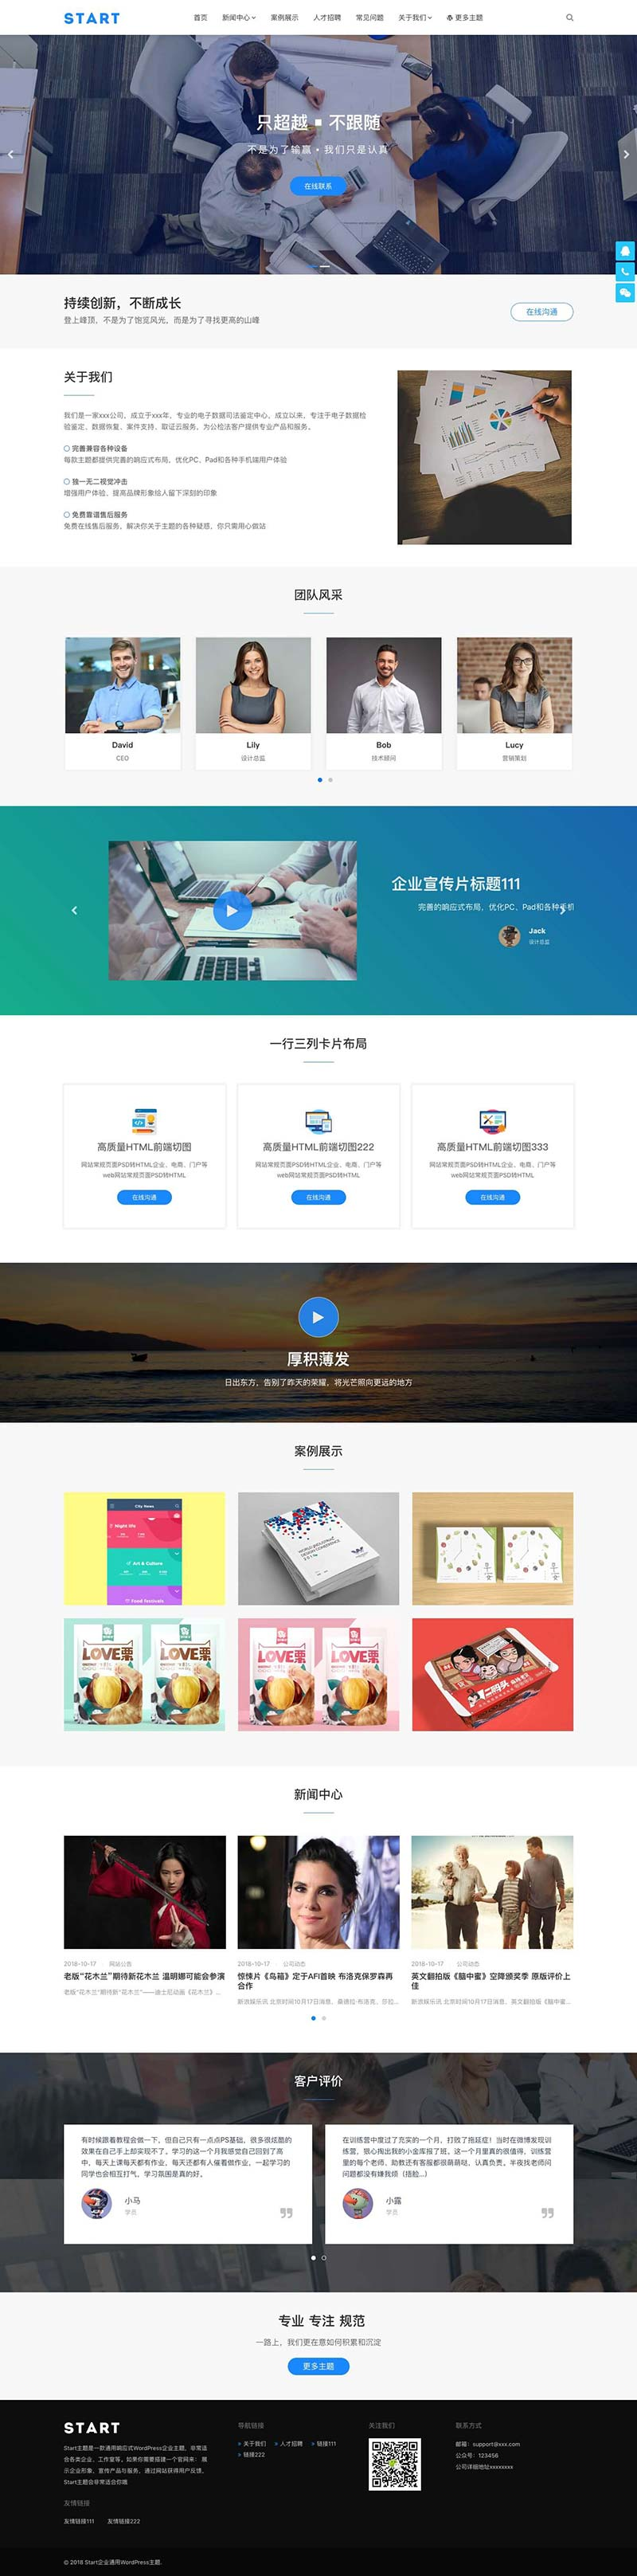 START
首页 新闻中心 案例展示 人才招聘 常见问题 关于我们 更多主题
只超越 ▪ 不跟随
不是为了输赢 • 我们只是认真
在线联系
持续创新，不断成长
登上峰顶，不是为了饱览风光，而是为了寻找更高的山峰
在线沟通
关于我们
我们是一家xxx公司，成立于xxx年，专业的电子数据司法鉴定中心，成立以来，专注于电子数据检
验鉴定、数据恢复、案件支持、取证云服务，为公检法客户提供专业产品和服务。
完善兼容各种设备
每款主题都提供完善的响应式布局，优化PC、Pad和各种手机端用户体验
独一无二视觉冲击
增强用户体验，提高品牌形象给人留下深刻的印象
免费靠谱售后服务
免费在线售后服务，解决你关于主题的各种疑惑，你只需用心做站
团队风采
David
CEO
Lily
设计总监
Bob
技术顾问
Lucy
营销策划
企业宣传片标题111
完善的响应式布局，优化PC、Pad和各种手机
Jack
设计总监
一行三列卡片布局
高质量HTML前端切图
网站常规页面PSD转HTML企业、电商、门户等
web网站常规页面PSD转HTML
在线沟通
高质量HTML前端切图222
网站常规页面PSD转HTML企业、电商、门户等
web网站常规页面PSD转HTML
在线沟通
高质量HTML前端切图333
网站常规页面PSD转HTML企业、电商、门户等
web网站常规页面PSD转HTML
在线沟通
厚积薄发
日出东方，告别了昨天的荣耀，将光芒照向更远的地方
案例展示
City News
Night life
Art & Culture
Food festivals
WORLD INDUSTRIAL
DESIGN CONFERENCE
LOVE栗
LOVE栗
LOVE栗
LOVE栗
新闻中心
2018-10-17 网站公告
老版“花木兰”期待新花木兰 温明娜可能会参演
老版“花木兰”期待新“花木兰”——迪士尼动画《花木兰》...
2018-10-17 公司动态
惊悚片《鸟箱》定于AFI首映 布洛克保罗森再
合作
新浪娱乐讯 北京时间10月17日消息，桑德拉·布洛克、莎拉...
2018-10-17 公司动态
英文翻拍版《脑中蜜》空降颁奖季 原版评价上
佳
新浪娱乐讯 北京时间10月17日消息，英文翻拍版《脑中蜜...
客户评价
有时候跟着教程会做一下，但自己只有一点点PS基础，很多很炫酷的
效果在自己手上却实现不了。学习的这一个月我感觉自己回到了高
中，每天上课每天都有作业，每天还都有人催着做作业，一起学习的
同学也会相互打气，学习氛围是真的好。
小马
学员
在训练营中度过了充实的一个月，打败了拖延症！当时在微博发现训
练营，狠心掏出我的小金库报了班。这一个月里真的很值得，训练营
里的每个老师、助教还有客服都很萌萌哒，认真负责。半夜找老师问
问题都没有嫌我烦（捂脸...）
小露
学员
专业 专注 规范
一路上，我们更在意如何积累和沉淀
更多主题
START
Start主题是一款通用响应式WordPress企业主题，非常适
合各类企业、工作室等。如果你需要搭建一个官网来：展
示企业形象、宣传产品与服务，通过网站获得用户反馈，
Start主题会非常适合你哦
导航链接
关于我们 人才招聘 链接111
链接222
关注我们
联系方式
邮箱：support@xxx.com
公众号：123456
公司详细地址xxxxxxxx
友情链接
友情链接111 友情链接222
© 2018 Start企业通用WordPress主题.